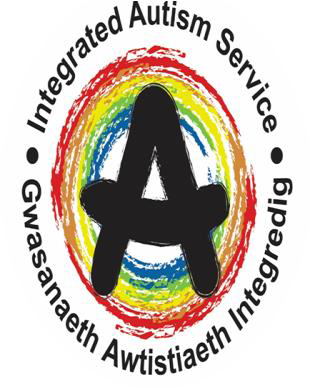 Integrated Autism Service
A
Gwasanaeth Awtistiaeth Integredig